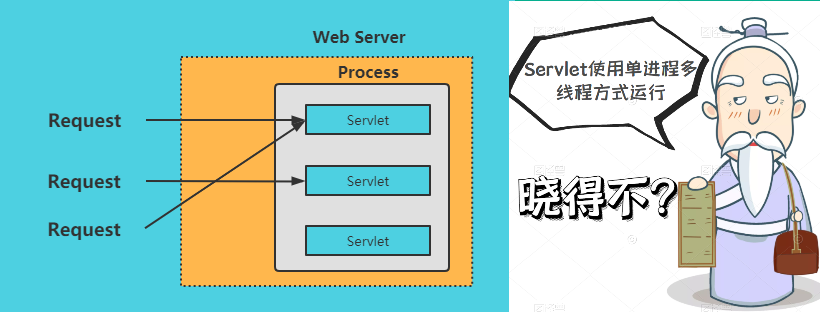 Web Server
Process
Request
Servlet
Request
Servlet
Request
Servlet
Servlet使用单进程多
线程方式运行
晓得不?